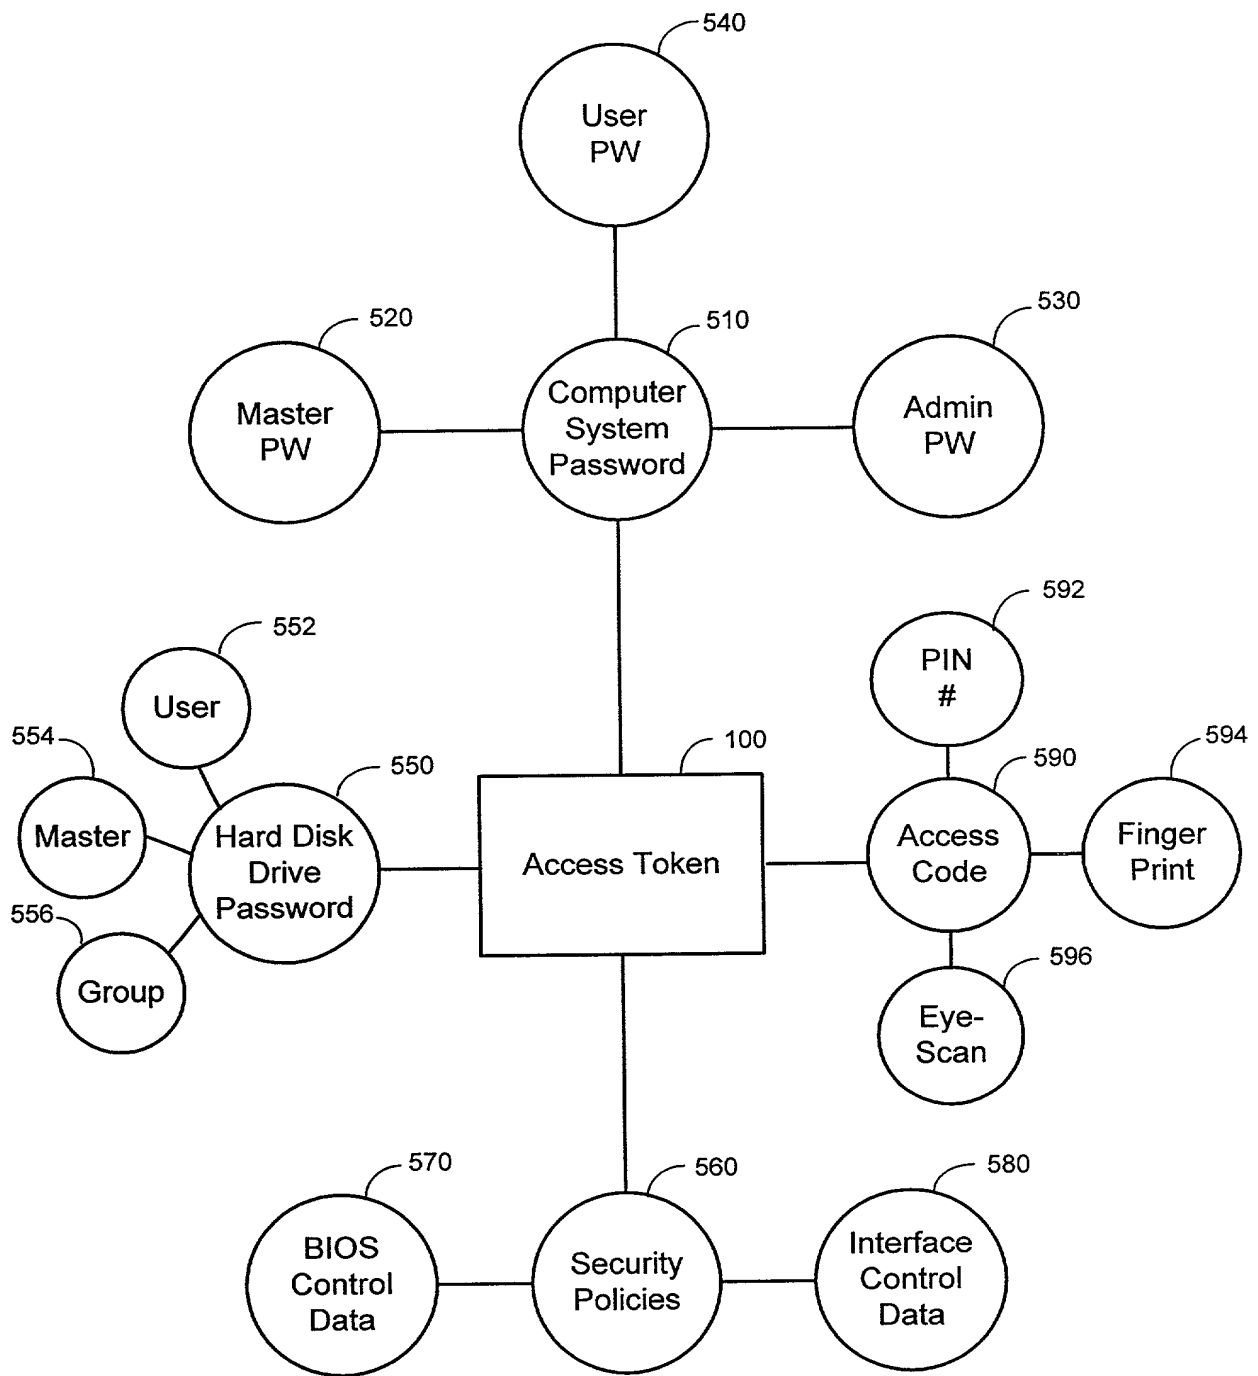 540
User
PW
520
510
530
Master
PW
Computer
System
Password
Admin
PW
592
PIN
#
552
User
554
Master
550
Hard Disk
Drive
Password
556
Group
100
Access Token
590
Access
Code
594
Finger
Print
596
Eye-
Scan
570
BIOS
Control
Data
560
Security
Policies
580
Interface
Control
Data